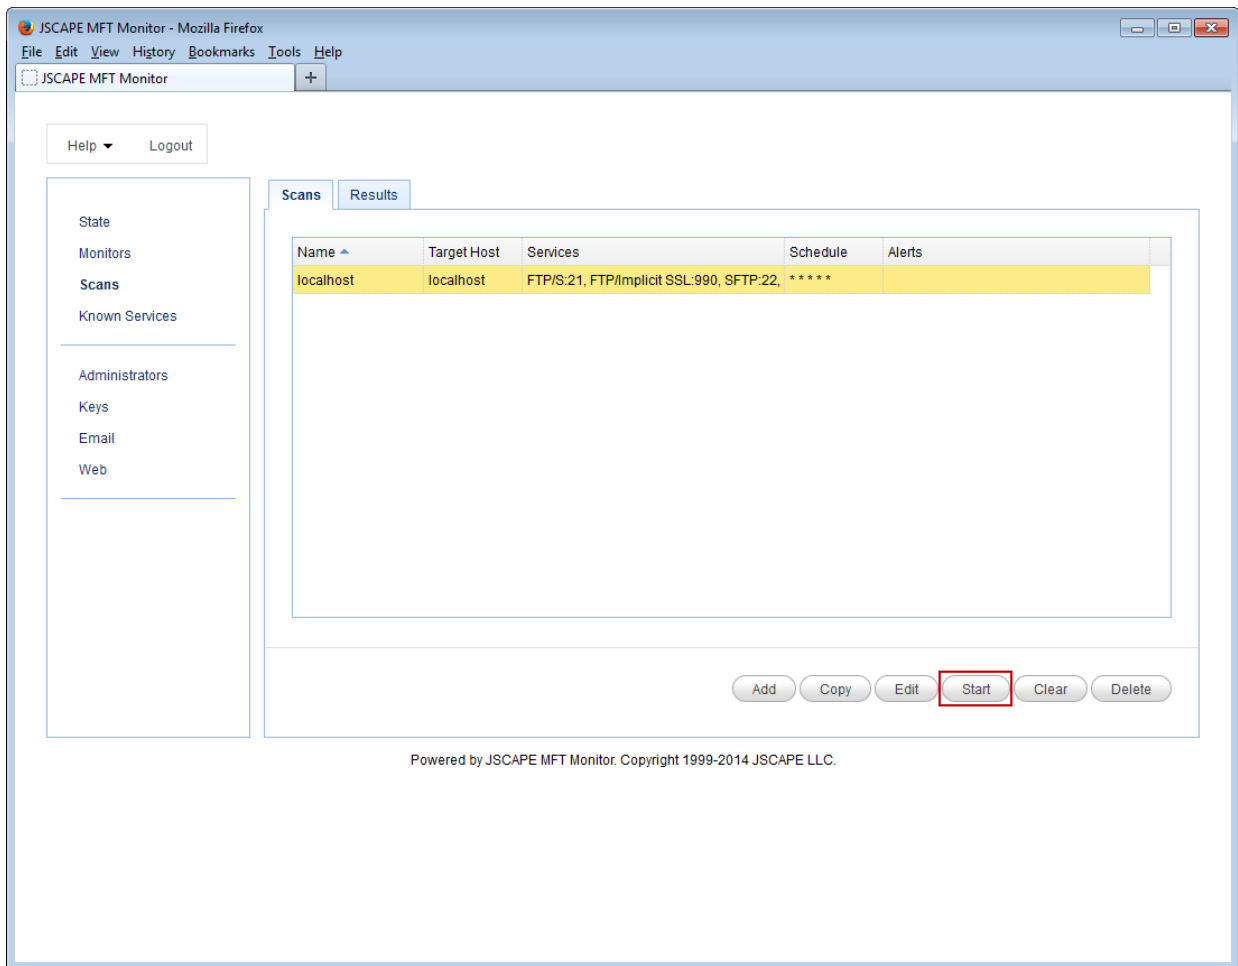 JSCAPE MFT Monitor - Mozilla Firefox
File Edit View History Bookmarks Tools Help
JSCAPE MFT Monitor
Help Logout
State
Monitors
Scans
Known Services
Administrators
Keys
Email
Web
Scans Results
Name Target Host Services Schedule Alerts
localhost localhost FTP/S:21, FTP/Implicit SSL:990, SFTP:22, * * * * *
Add Copy Edit Start Clear Delete
Powered by JSCAPE MFT Monitor. Copyright 1999-2014 JSCAPE LLC.